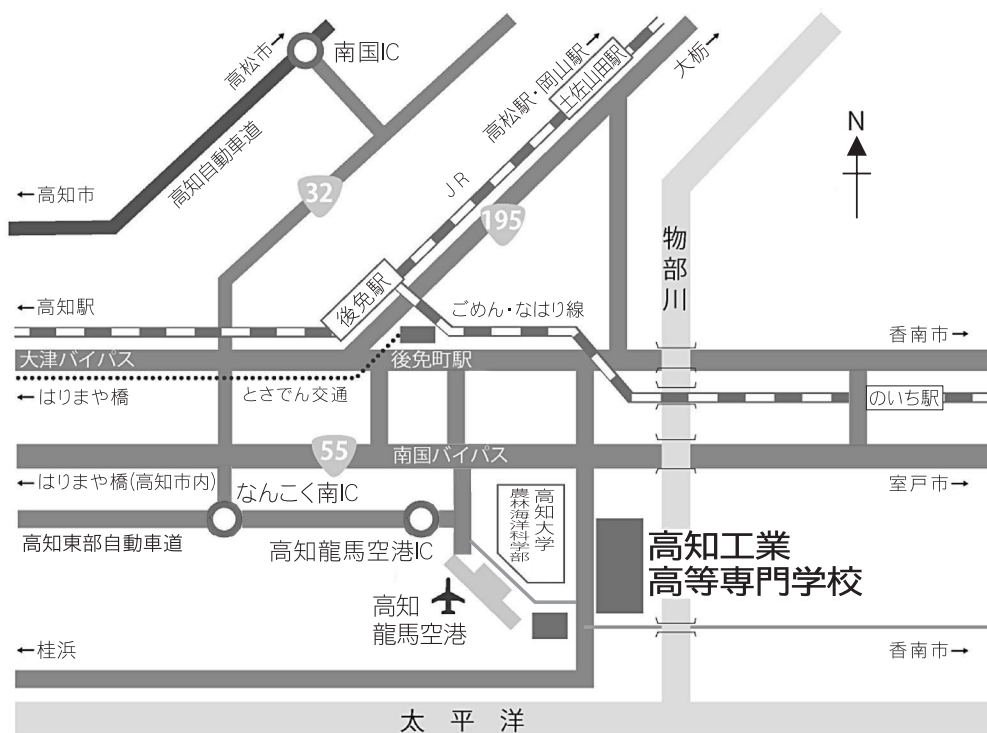 高松市→
南国IC
高知自動車道
←高知市
32
高松駅・岡山駅→
土佐山田駅
大栃→
JR
195
N
物部川
←高知駅
後免駅
ごめん・なはり線
香南市→
大津バイパス
後免町駅
←はりまや橋
とさでん交通
のいち駅
55
南国バイパス
←はりまや橋(高知市内)
室戸市→
なんこく南IC
高知東部自動車道
高知龍馬空港IC
高知大学
農林海洋科学部
高知工業
高等専門学校
高知
龍馬空港
←桂浜
香南市→
太平洋